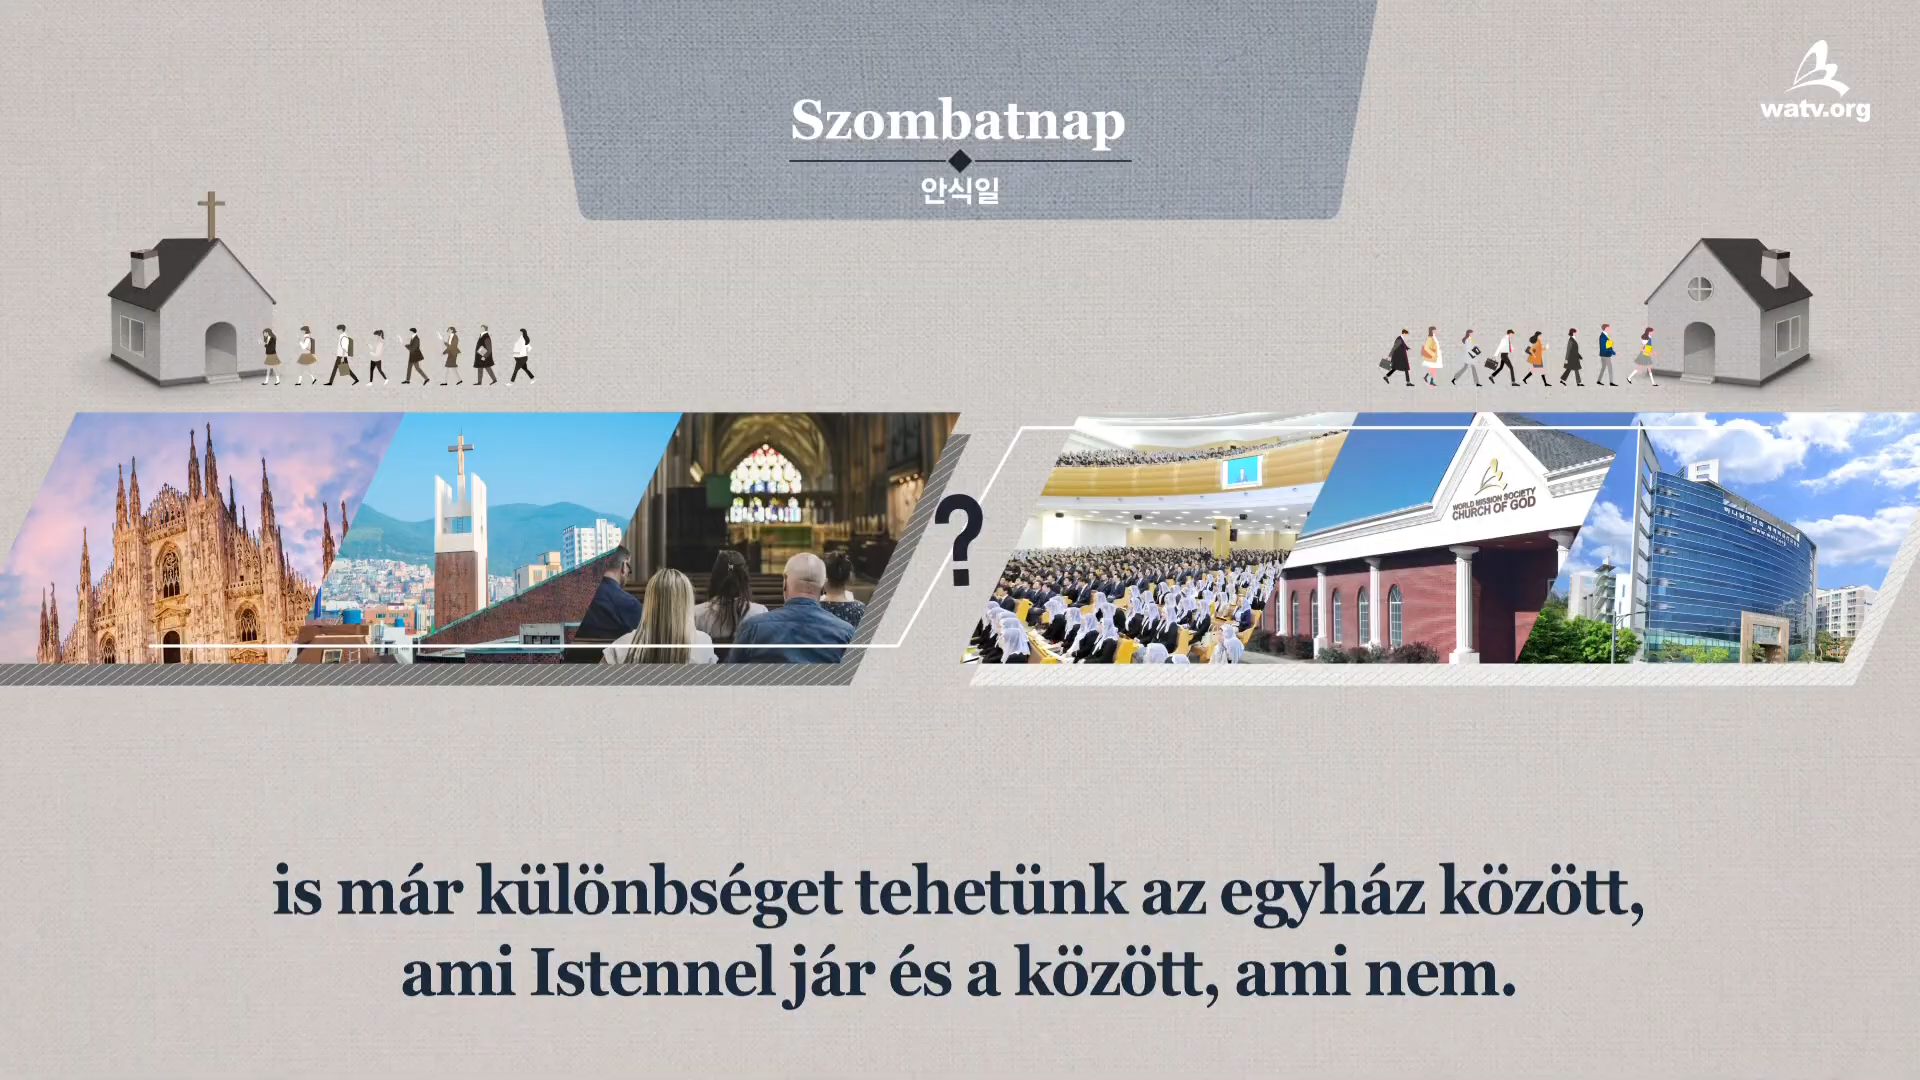 Szombatnap
안식일
watv.org
?
WORLD MISSION SOCIETY
CHURCH OF GOD
is már különbséget tehetünk az egyház között,
ami Istennel jár és a között, ami nem.